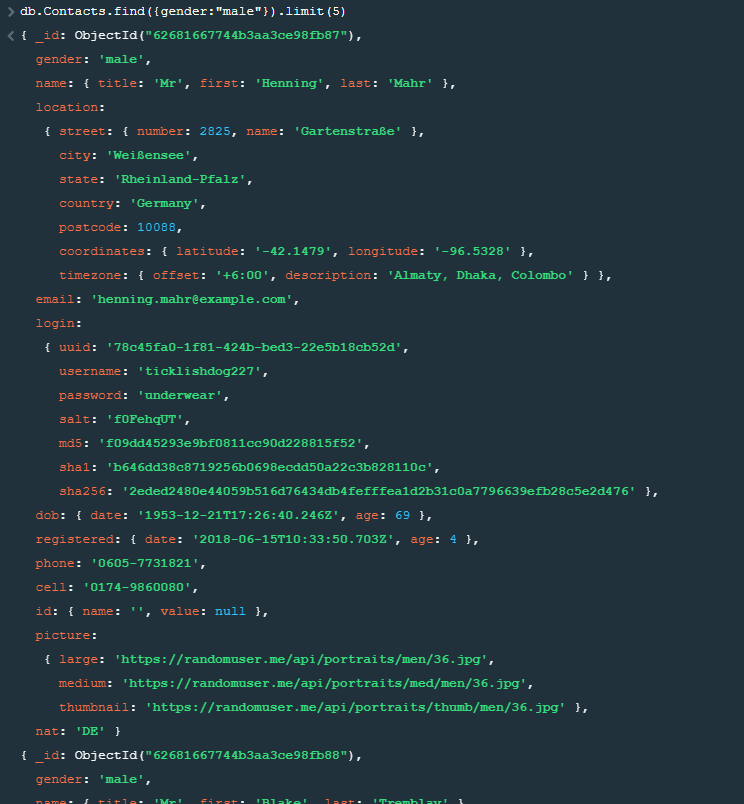 db.Contacts.find({gender:"male"}).limit(5)
{ _id: ObjectId("62681667744b3aa3ce98fb87"),
gender: 'male',
name: { title: 'Mr', first: 'Henning', last: 'Mahr' },
location:
{ street: { number: 2825, name: 'Gartenstraße' },
city: 'Weißensee',
state: 'Rheinland-Pfalz',
country: 'Germany',
postcode: 10088,
coordinates: { latitude: '-42.1479', longitude: '-96.5328' },
timezone: { offset: '+6:00', description: 'Almaty, Dhaka, Colombo' } },
email: 'henning.mahr@example.com',
login:
{ uuid: '78c45fa0-1f81-424b-bed3-22e5b18cb52d',
username: 'ticklishdog227',
password: 'underwear',
salt: 'f0FehqUT',
md5: 'f09dd45293e9bf0811cc90d228815f52',
sha1: 'b646dd38c8719256b0698ecdd50a22c3b828110c',
sha256: '2eded2480e44059b516d76434db4fefffea1d2b31c0a7796639efb28c5e2d476' },
dob: { date: '1953-12-21T17:26:40.246Z', age: 69 },
registered: { date: '2018-06-15T10:33:50.703Z', age: 4 },
phone: '0605-7731821',
cell: '0174-9860080',
id: { name: '', value: null },
picture:
{ large: 'https://randomuser.me/api/portraits/men/36.jpg',
medium: 'https://randomuser.me/api/portraits/med/men/36.jpg',
thumbnail: 'https://randomuser.me/api/portraits/thumb/men/36.jpg' },
nat: 'DE' }
{ _id: ObjectId("62681667744b3aa3ce98fb88"),
gender: 'male',
name: { title: 'Mr', first: 'Blake', last: 'Tremblay' }